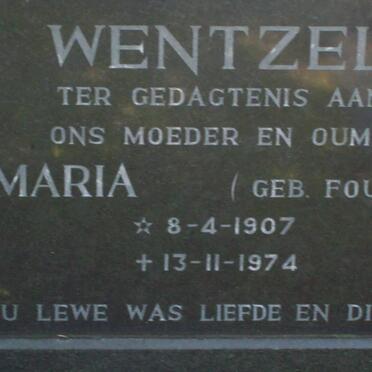 WENTZEL
TER GEDAGTENIS AAN
ONS MOEDER EN OUM
MARIA ( GEB. FOU
☆ 8-4-1907
✝ 13-11-1974
U LEWE WAS LIEFDE EN DI